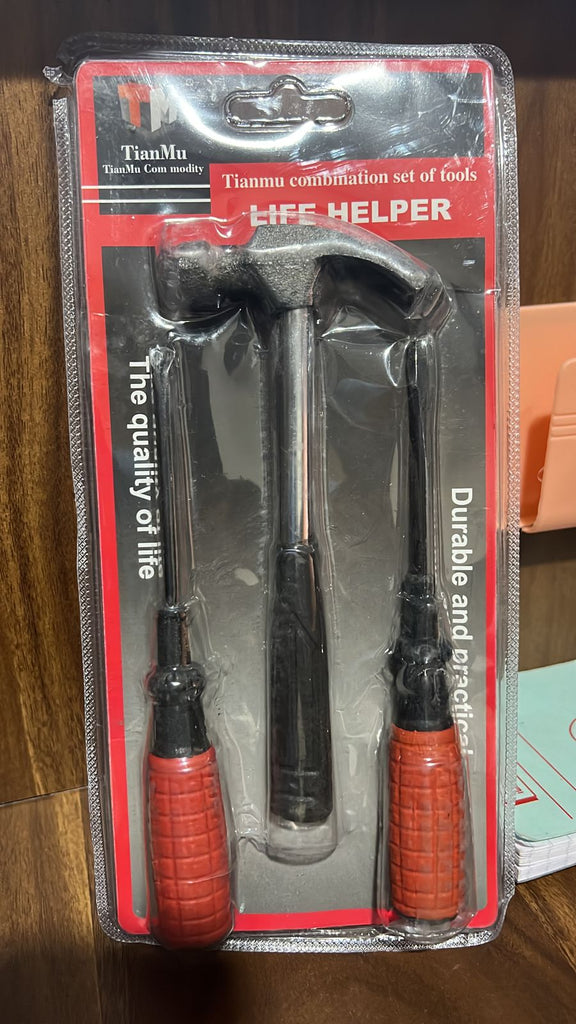 TM
TianMu
TianMu Com modity
Tianmu combination set of tools
LIFE HELPER
The quality of life
Durable and practical